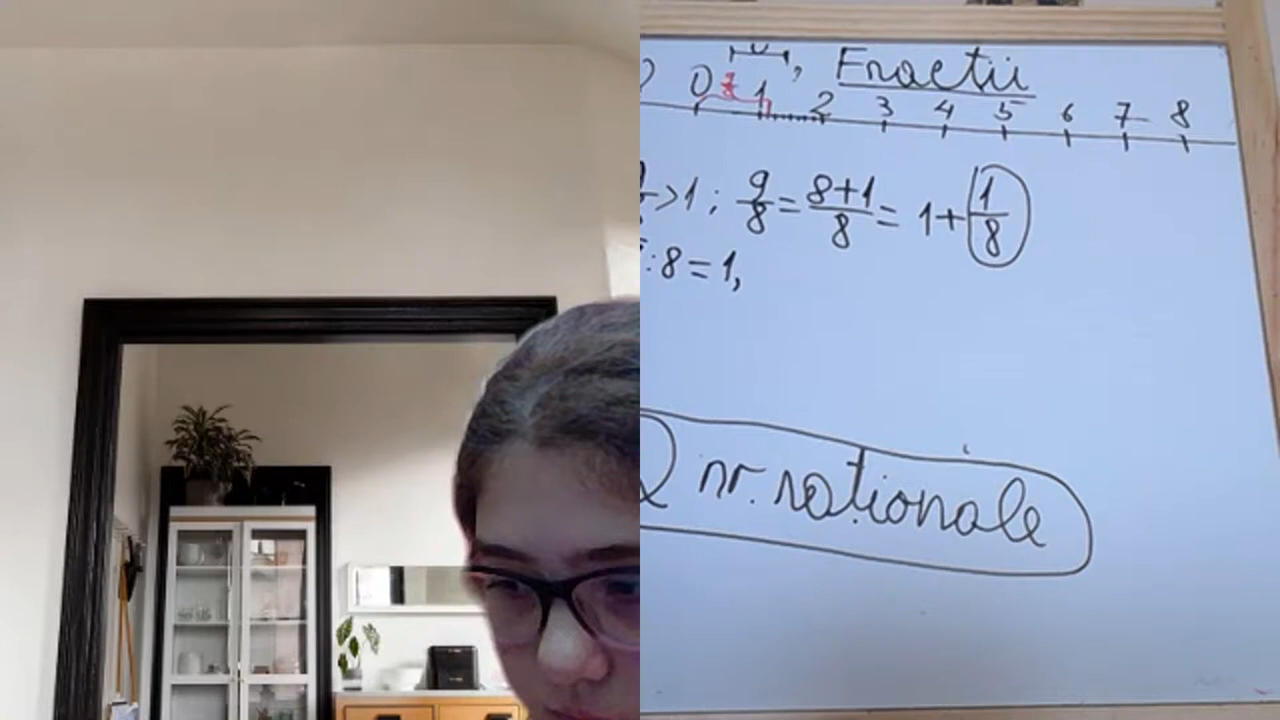 Fractii
0 1 2 3 4 5 6 7 8
>1 ; 9/8 = 8+1/8 = 1+ 1/8
:8 = 1,
Q nr. raționale